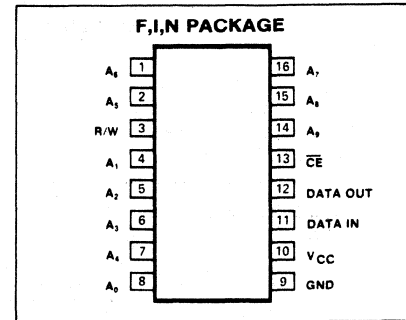 F,I,N PACKAGE
A₆ 1 16 A₇
A₅ 2 15 A₈
R/W 3 14 A₉
A₁ 4 13 C̅E̅
A₂ 5 12 DATA OUT
A₃ 6 11 DATA IN
A₄ 7 10 VCC
A₀ 8 9 GND